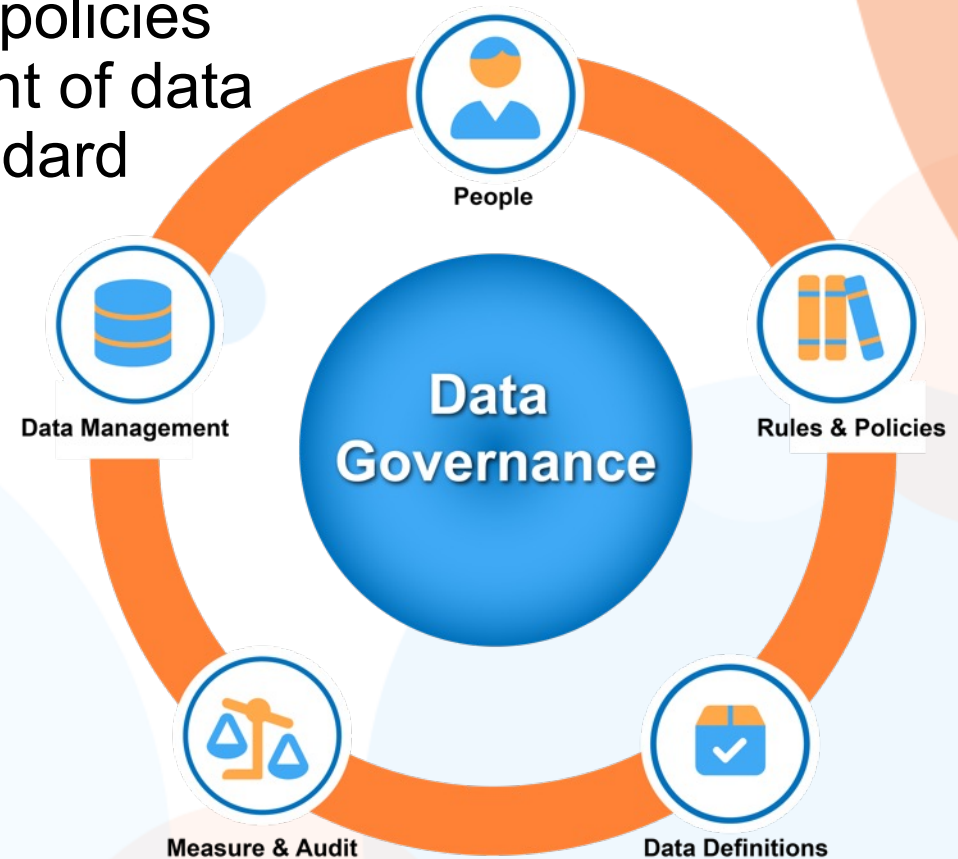 policies
nt of data
dard
People
Data Management
Rules & Policies
Data
Governance
Measure & Audit
Data Definitions